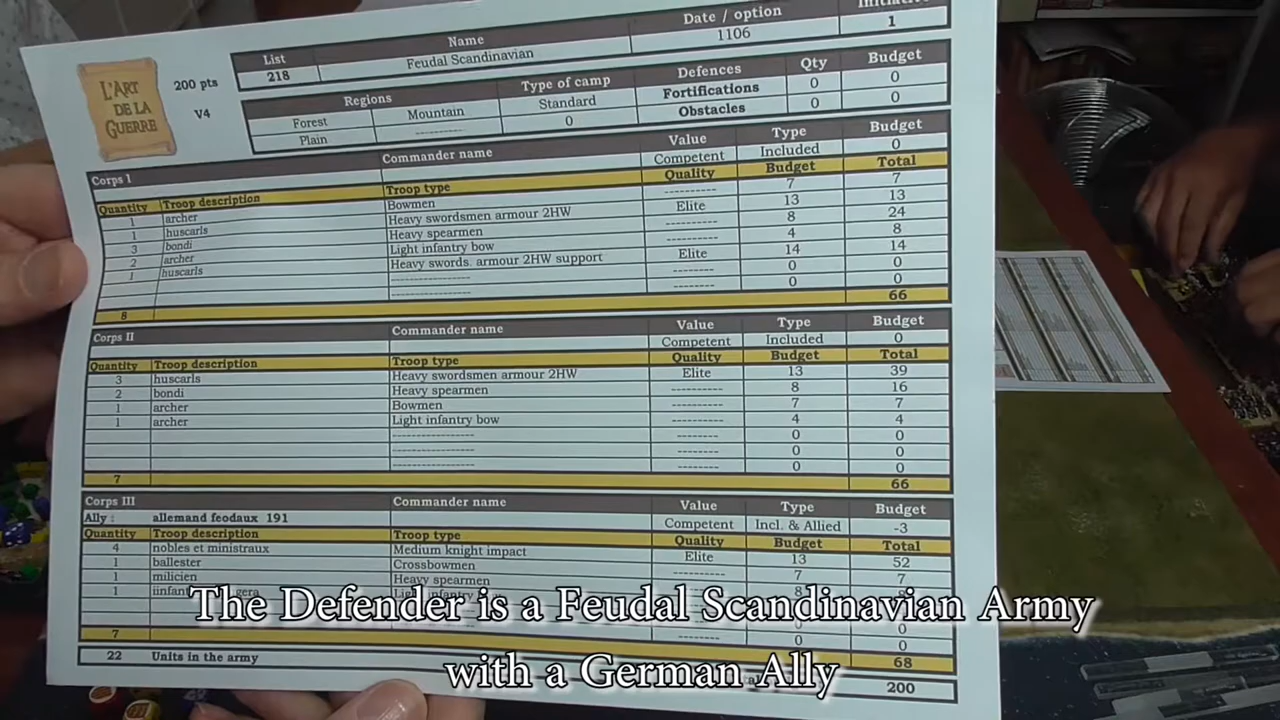 L'ART DE LA GUERRE
200 pts
V4
List Name Date / option Initiative
218 Feudal Scandinavian 1106 1
Regions Type of camp Defences Qty Budget
Forest Mountain Standard Fortifications 0 0
Plain ---------- 0 Obstacles 0 0
Corps I Commander name Value Type Budget
Competent Included 0
Quantity Troop description Troop type Quality Budget Total
1 archer Bowmen ---------- 7 7
1 huscarls Heavy swordsmen armour 2HW Elite 13 13
3 bondi Heavy spearmen ---------- 8 24
2 archer Light infantry bow ---------- 4 8
1 huscarls Heavy swords. armour 2HW support Elite 14 14
---------------- ---------- 0 0
---------------- ---------- 0 0
8 66
Corps II Commander name Value Type Budget
Competent Included 0
Quantity Troop description Troop type Quality Budget Total
3 huscarls Heavy swordsmen armour 2HW Elite 13 39
2 bondi Heavy spearmen ---------- 8 16
1 archer Bowmen ---------- 7 7
1 archer Light infantry bow ---------- 4 4
---------------- ---------- 0 0
---------------- ---------- 0 0
---------------- ---------- 0 0
7 66
Corps III Commander name Value Type Budget
Ally : allemand feodaux 191 Competent Incl. & Allied -3
Quantity Troop description Troop type Quality Budget Total
4 nobles et ministraux Medium knight impact Elite 13 52
1 ballester Crossbowmen ---------- 7 7
1 milicien Heavy spearmen 8
1
0
0 0
7 68
22 Units in the army 200
The Defender is a Feudal Scandinavian Army
with a German Ally